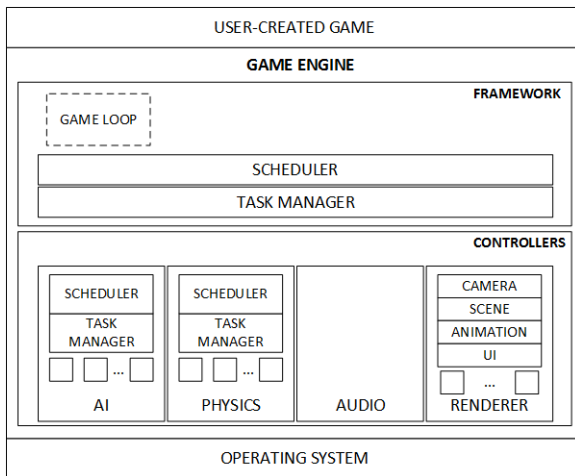 USER-CREATED GAME
GAME ENGINE
FRAMEWORK
GAME LOOP
SCHEDULER
TASK MANAGER
CONTROLLERS
SCHEDULER
TASK
MANAGER
...
AI
SCHEDULER
TASK
MANAGER
...
PHYSICS
AUDIO
CAMERA
SCENE
ANIMATION
UI
...
RENDERER
OPERATING SYSTEM